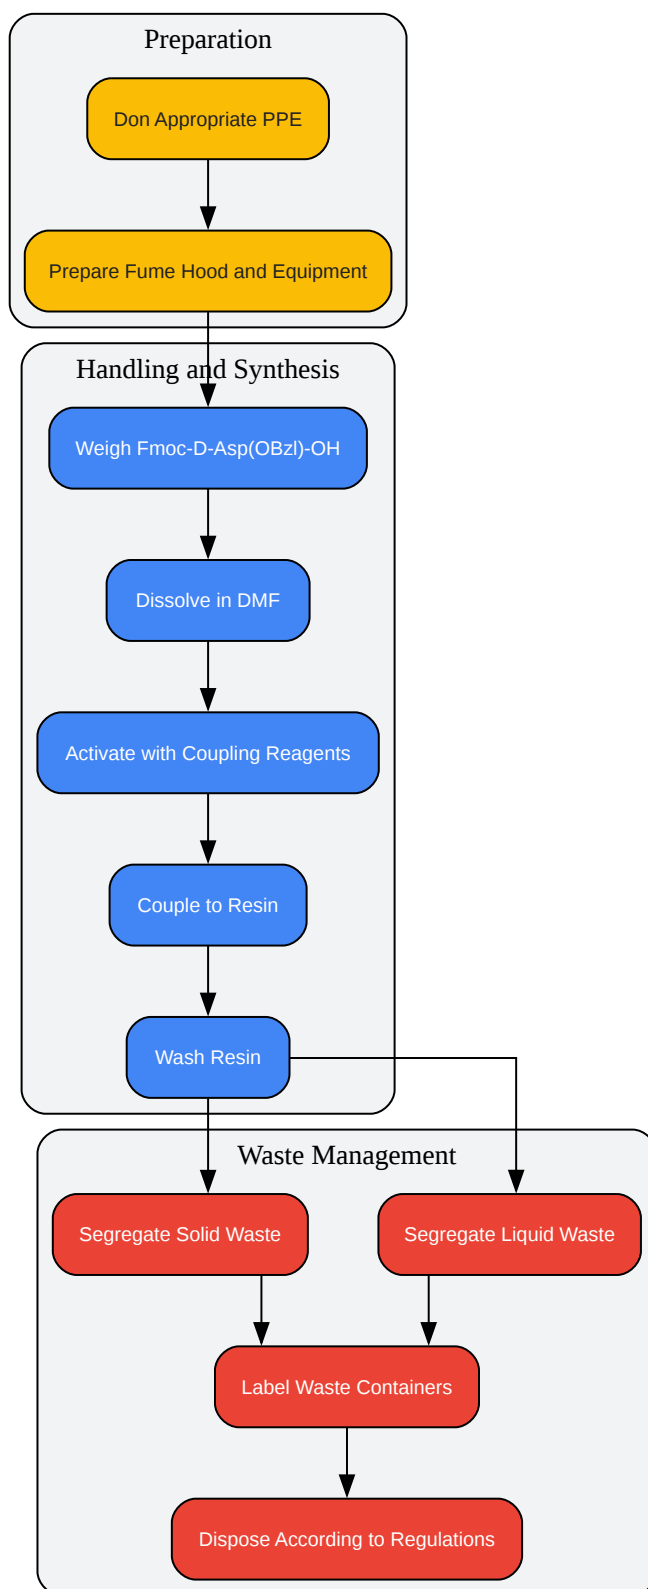 Preparation
Don Appropriate PPE
Prepare Fume Hood and Equipment
Handling and Synthesis
Weigh Fmoc-D-Asp(OBzl)-OH
Dissolve in DMF
Activate with Coupling Reagents
Couple to Resin
Wash Resin
Waste Management
Segregate Solid Waste
Segregate Liquid Waste
Label Waste Containers
Dispose According to Regulations